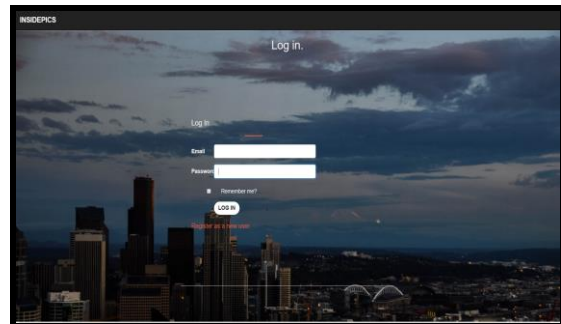 INSIDEPICS
Log in.
Log In
Email
Password
Remember me?
LOG IN
Register as a new user